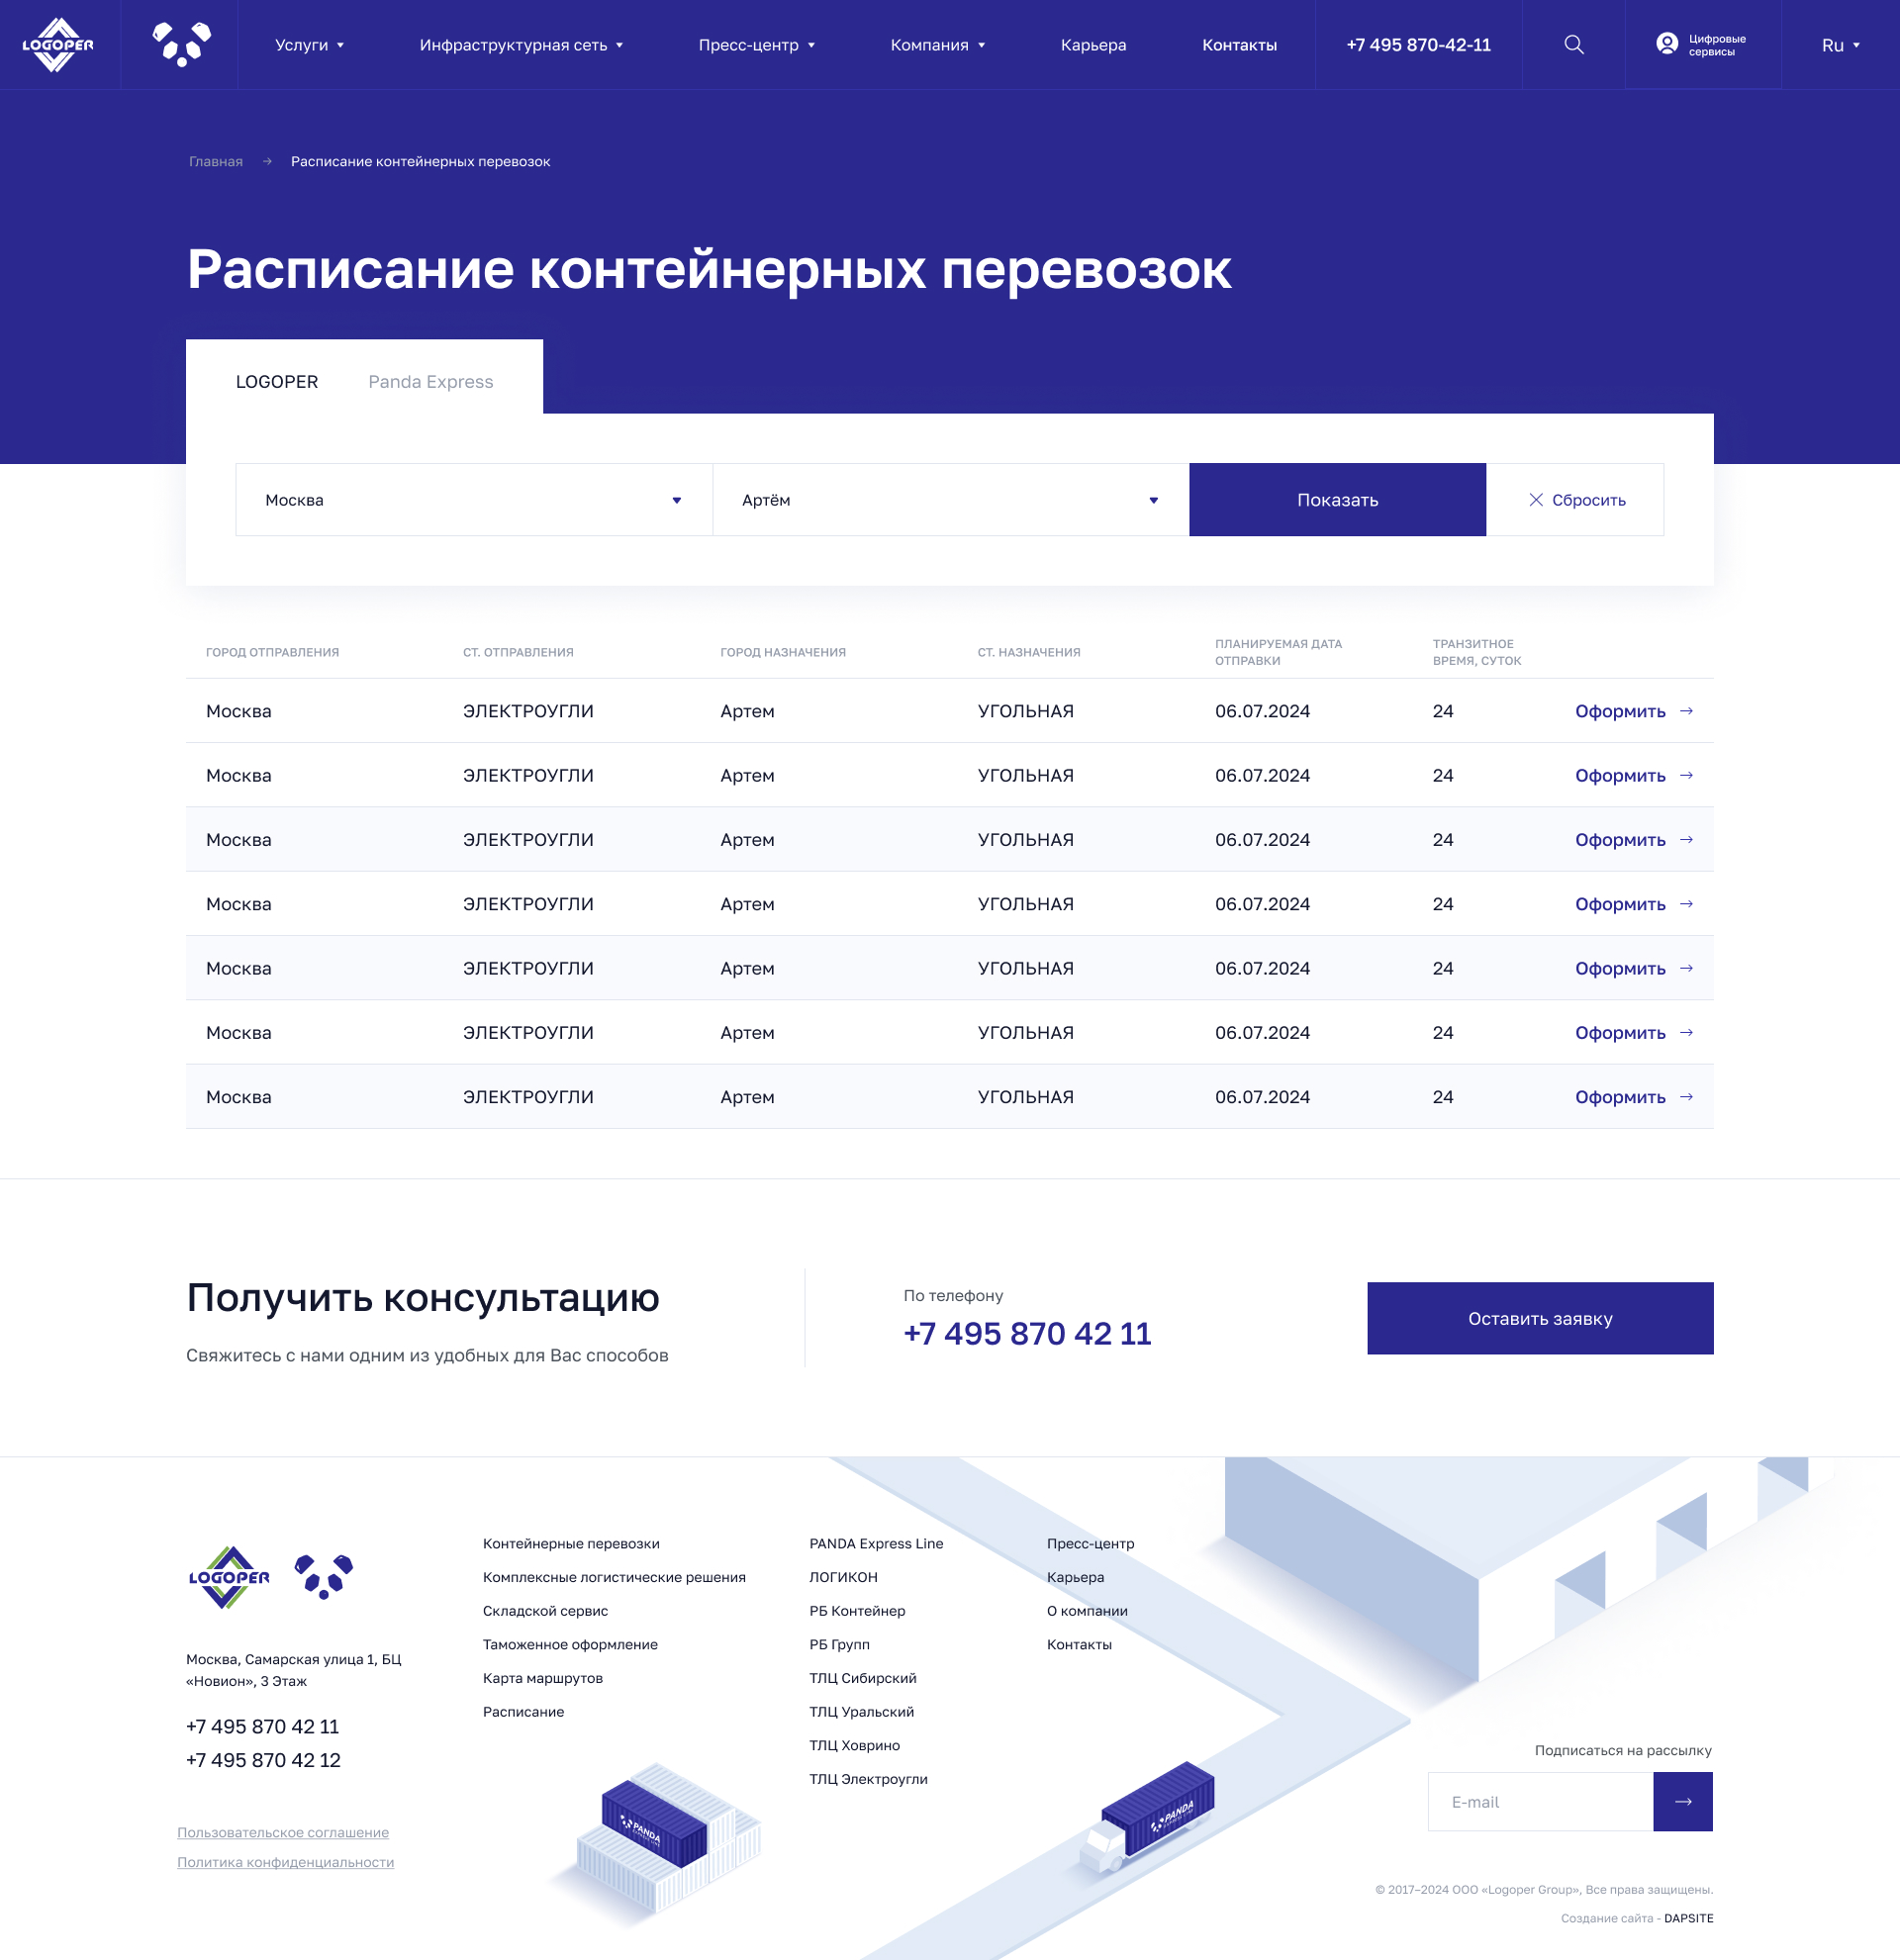 LOGOPER
Услуги
Инфраструктурная сеть
Пресс-центр
Компания
Карьера
Контакты
+7 495 870-42-11
Цифровые
сервисы
Ru
Главная → Расписание контейнерных перевозок
Расписание контейнерных перевозок
LOGOPER
Panda Express
Москва
Артём
Показать
Сбросить
ГОРОД ОТПРАВЛЕНИЯ
СТ. ОТПРАВЛЕНИЯ
ГОРОД НАЗНАЧЕНИЯ
СТ. НАЗНАЧЕНИЯ
ПЛАНИРУЕМАЯ ДАТА
ОТПРАВКИ
ТРАНЗИТНОЕ
ВРЕМЯ, СУТОК
Москва ЭЛЕКТРОУГЛИ Артем УГОЛЬНАЯ 06.07.2024 24 Оформить →
Москва ЭЛЕКТРОУГЛИ Артем УГОЛЬНАЯ 06.07.2024 24 Оформить →
Москва ЭЛЕКТРОУГЛИ Артем УГОЛЬНАЯ 06.07.2024 24 Оформить →
Москва ЭЛЕКТРОУГЛИ Артем УГОЛЬНАЯ 06.07.2024 24 Оформить →
Москва ЭЛЕКТРОУГЛИ Артем УГОЛЬНАЯ 06.07.2024 24 Оформить →
Москва ЭЛЕКТРОУГЛИ Артем УГОЛЬНАЯ 06.07.2024 24 Оформить →
Москва ЭЛЕКТРОУГЛИ Артем УГОЛЬНАЯ 06.07.2024 24 Оформить →
Получить консультацию
Свяжитесь с нами одним из удобных для Вас способов
По телефону
+7 495 870 42 11
Оставить заявку
LOGOPER
Москва, Самарская улица 1, БЦ
«Новион», 3 Этаж
+7 495 870 42 11
+7 495 870 42 12
Пользовательское соглашение
Политика конфиденциальности
Контейнерные перевозки
Комплексные логистические решения
Складской сервис
Таможенное оформление
Карта маршрутов
Расписание
PANDA Express Line
ЛОГИКОН
РБ Контейнер
РБ Групп
ТЛЦ Сибирский
ТЛЦ Уральский
ТЛЦ Ховрино
ТЛЦ Электроугли
Пресс-центр
Карьера
О компании
Контакты
PANDA
PANDA
Подписаться на рассылку
E-mail
© 2017–2024 ООО «Logoper Group», Все права защищены.
Создание сайта - DAPSITE